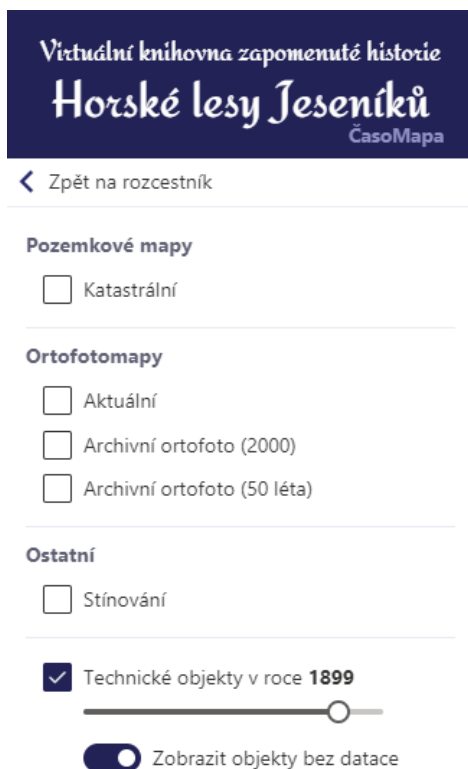 Virtuální knihovna zapomenuté historie
Horské lesy Jeseníků
ČasoMapa
Zpět na rozcestník
Pozemkové mapy
Katastrální
Ortofotomapy
Aktuální
Archivní ortofoto (2000)
Archivní ortofoto (50 léta)
Ostatní
Stínování
Technické objekty v roce 1899
Zobrazit objekty bez datace